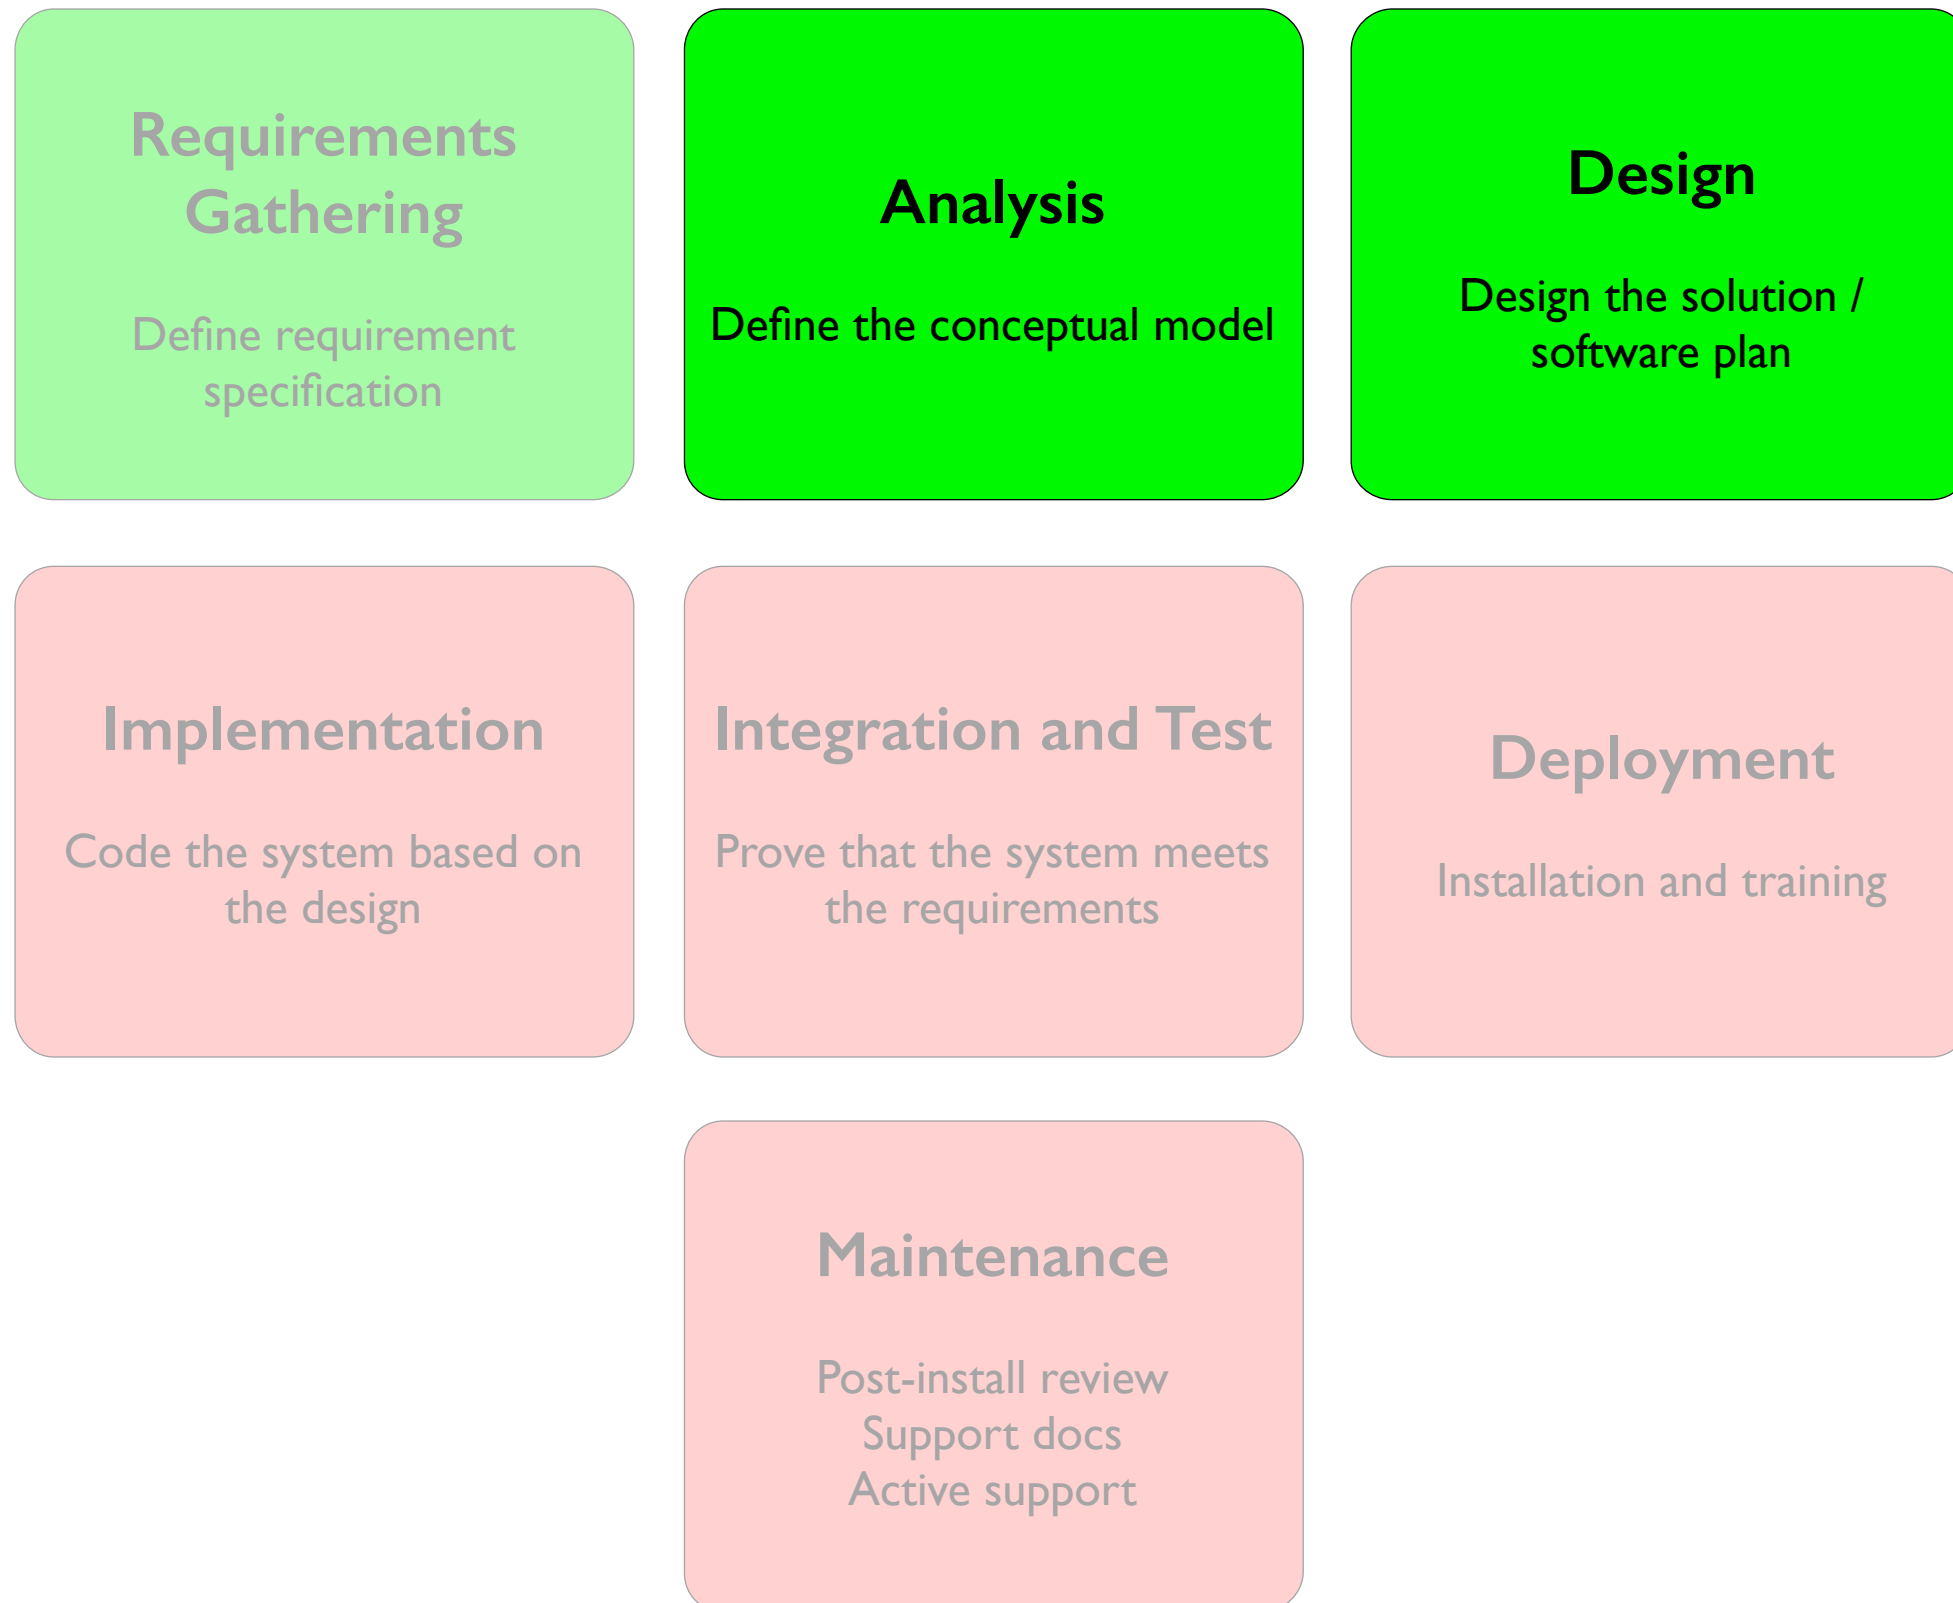 Requirements
Gathering
Define requirement
specification
Analysis
Define the conceptual model
Design
Design the solution /
software plan
Implementation
Code the system based on
the design
Integration and Test
Prove that the system meets
the requirements
Deployment
Installation and training
Maintenance
Post-install review
Support docs
Active support